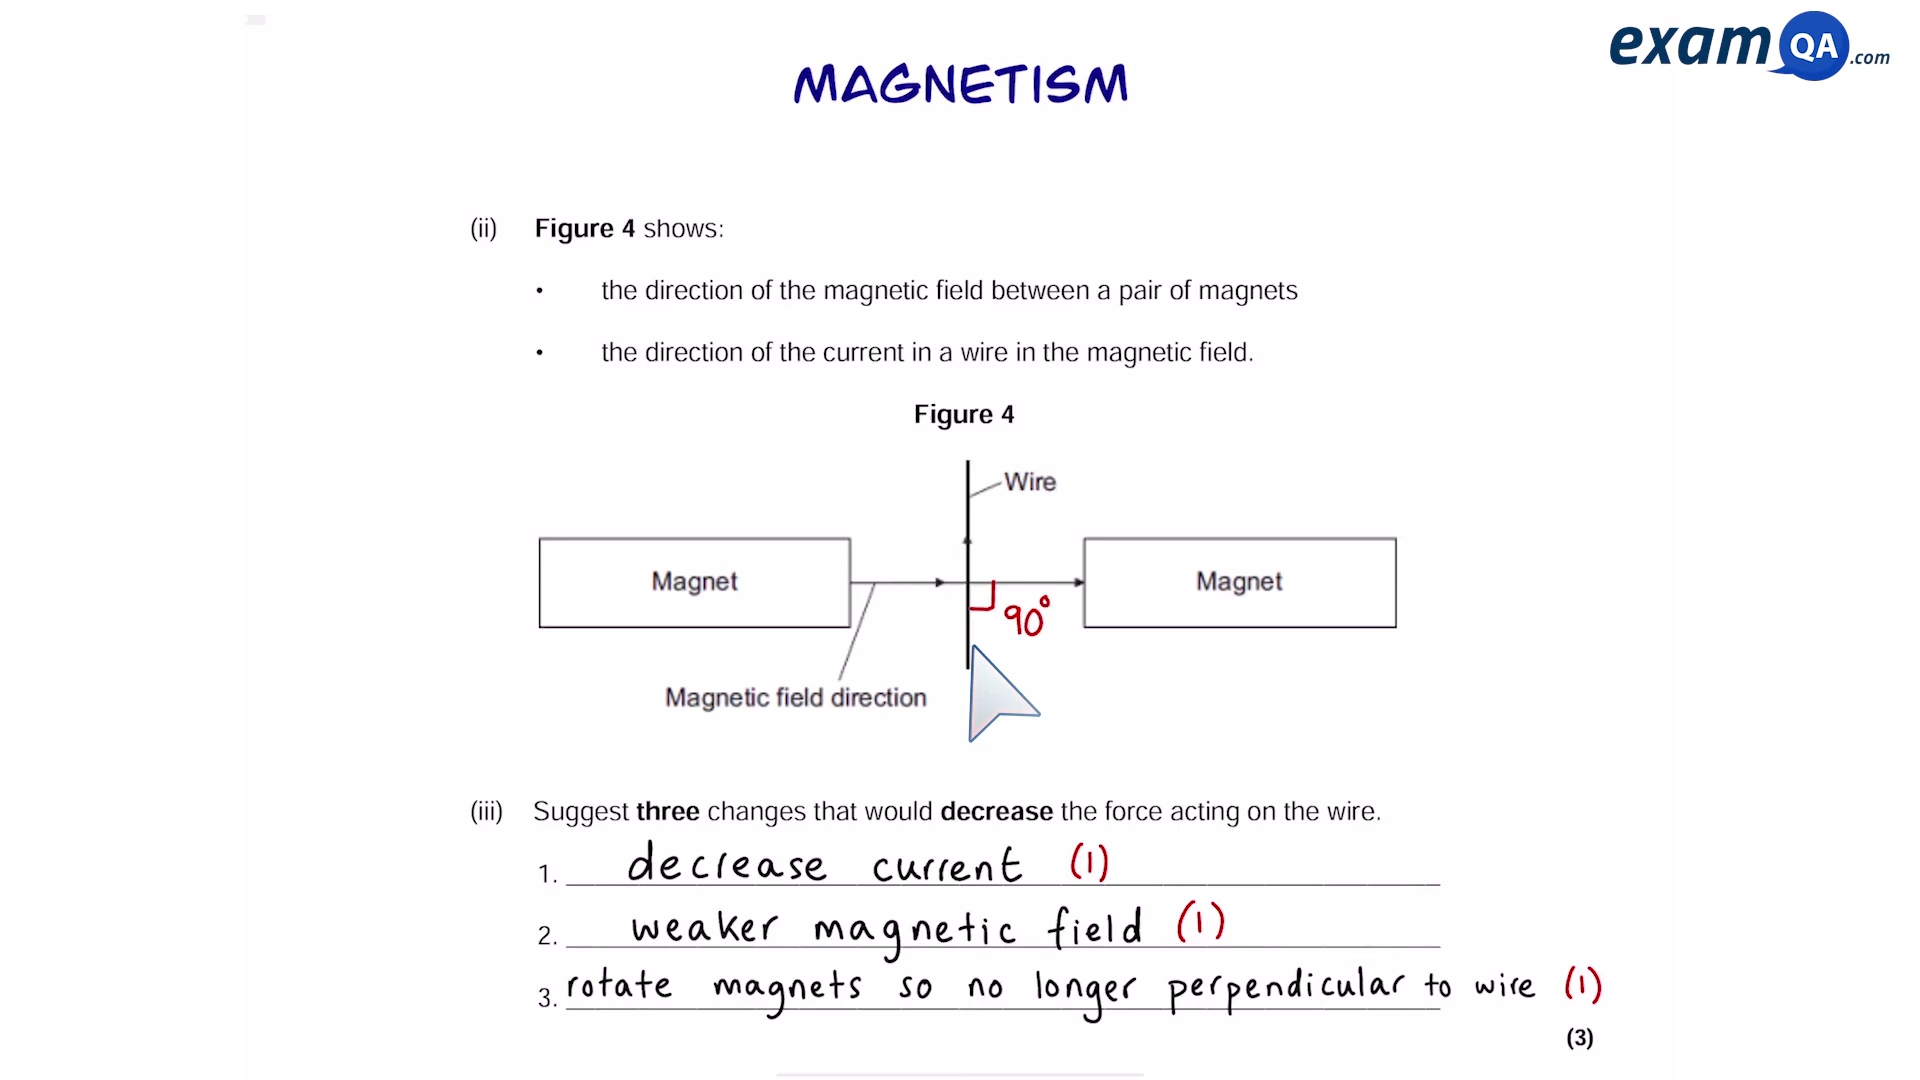 examQA.com
MAGNETISM
(ii) Figure 4 shows:
• the direction of the magnetic field between a pair of magnets
• the direction of the current in a wire in the magnetic field.
Figure 4
Wire
Magnet
Magnet
90°
Magnetic field direction
(iii) Suggest three changes that would decrease the force acting on the wire.
1. decrease current (1)
2. weaker magnetic field (1)
3. rotate magnets so no longer perpendicular to wire (1)
(3)